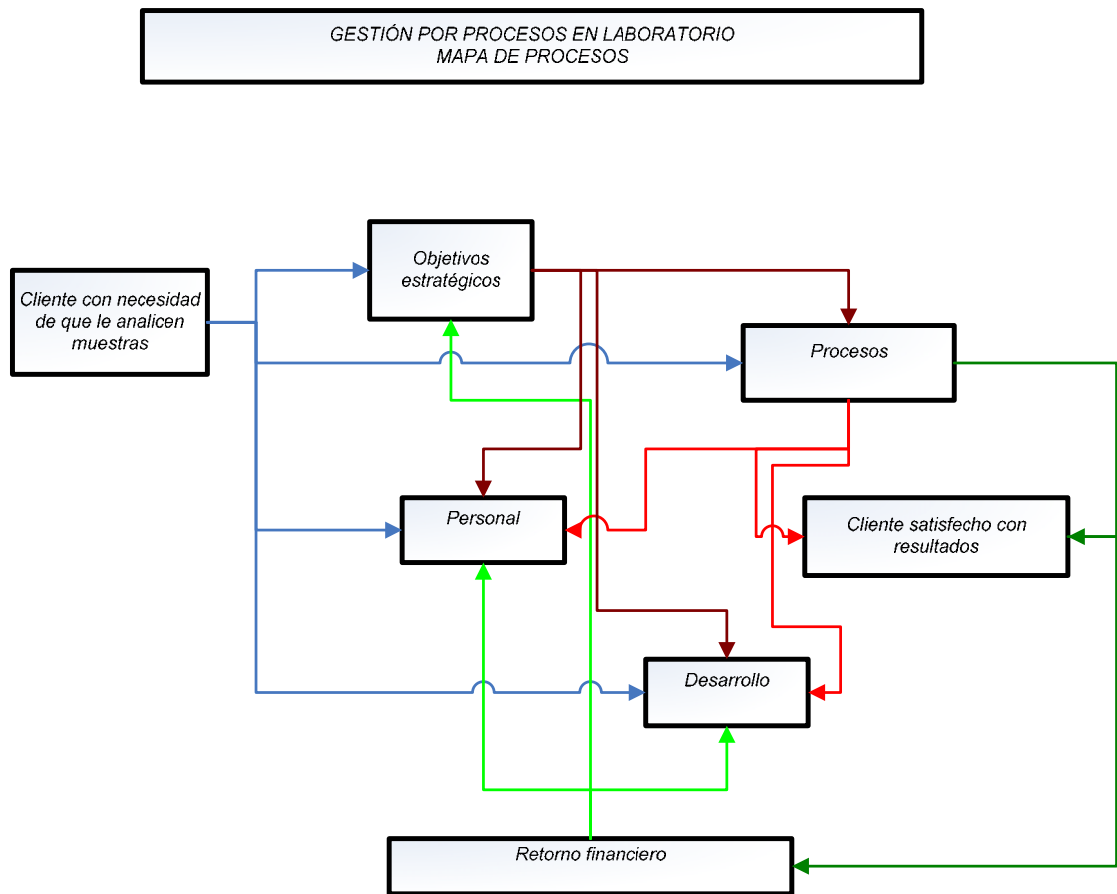 GESTIÓN POR PROCESOS EN LABORATORIO
MAPA DE PROCESOS
Objetivos
estratégicos
Cliente con necesidad
de que le analicen
muestras
Procesos
Personal
Cliente satisfecho con
resultados
Desarrollo
Retorno financiero